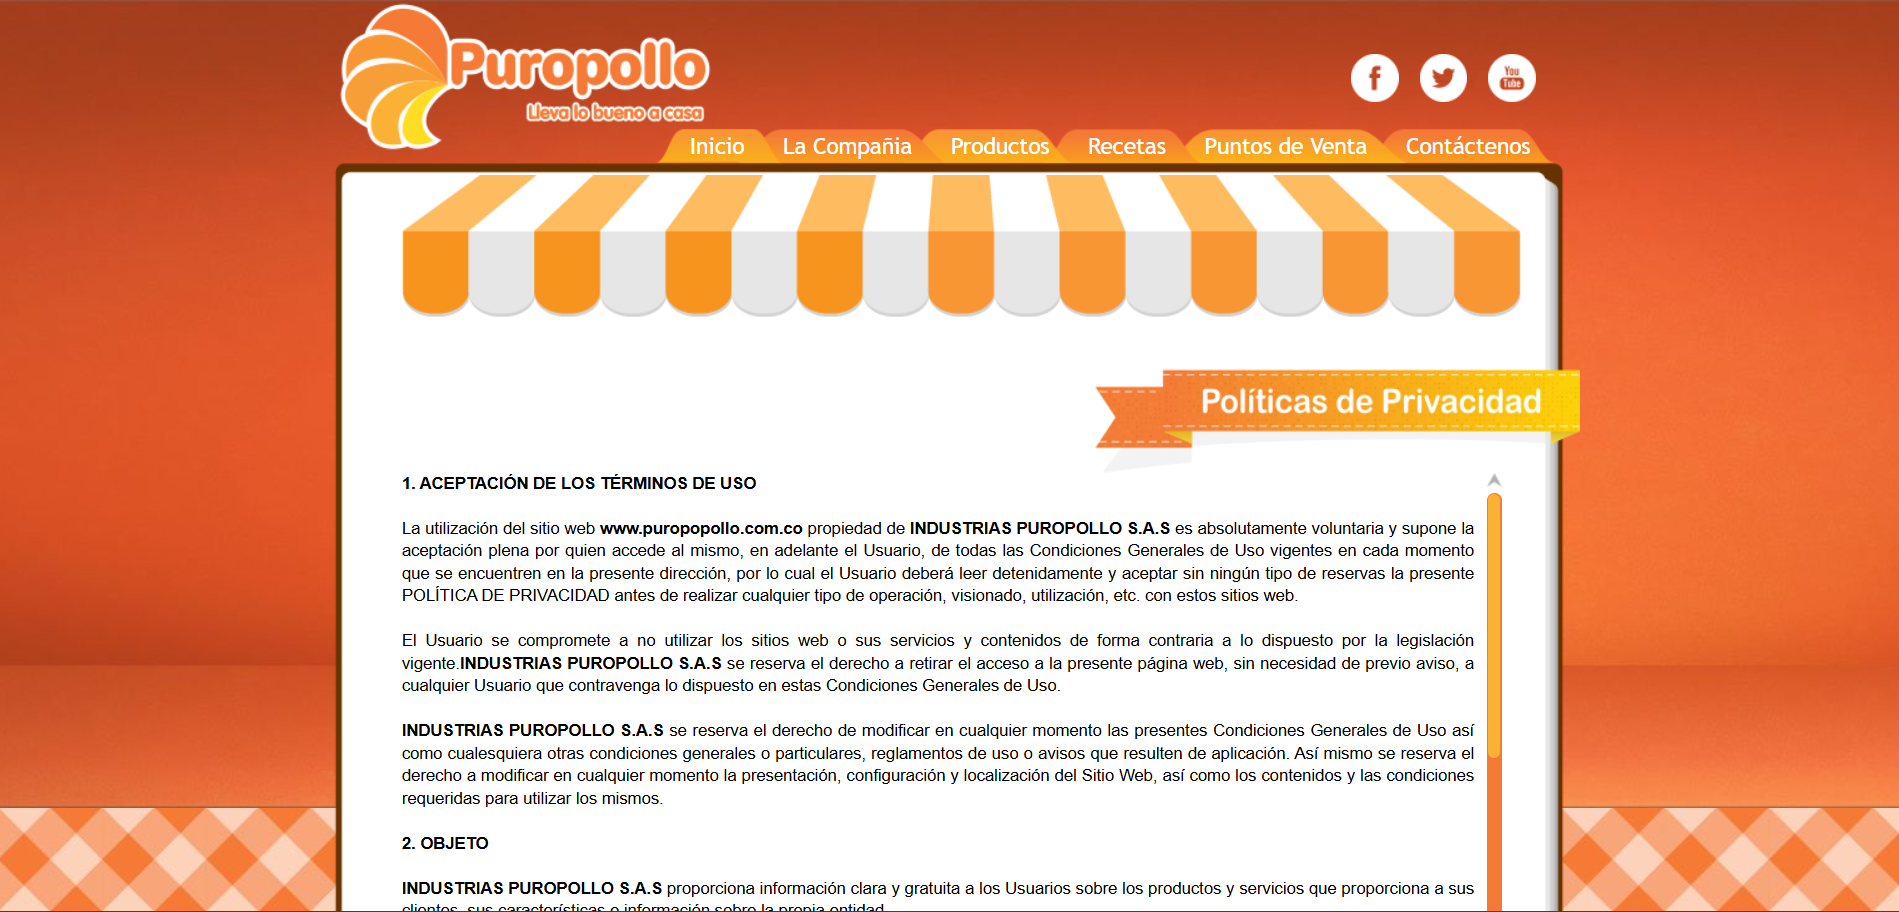 Puropollo
Lleva lo bueno a casa
You
Tube
Inicio La Compañia Productos Recetas Puntos de Venta Contáctenos
Políticas de Privacidad
1. ACEPTACIÓN DE LOS TÉRMINOS DE USO
La utilización del sitio web www.puropopollo.com.co propiedad de INDUSTRIAS PUROPOLLO S.A.S es absolutamente voluntaria y supone la
aceptación plena por quien accede al mismo, en adelante el Usuario, de todas las Condiciones Generales de Uso vigentes en cada momento
que se encuentren en la presente dirección, por lo cual el Usuario deberá leer detenidamente y aceptar sin ningún tipo de reservas la presente
POLÍTICA DE PRIVACIDAD antes de realizar cualquier tipo de operación, visionado, utilización, etc. con estos sitios web.
El Usuario se compromete a no utilizar los sitios web o sus servicios y contenidos de forma contraria a lo dispuesto por la legislación
vigente.INDUSTRIAS PUROPOLLO S.A.S se reserva el derecho a retirar el acceso a la presente página web, sin necesidad de previo aviso, a
cualquier Usuario que contravenga lo dispuesto en estas Condiciones Generales de Uso.
INDUSTRIAS PUROPOLLO S.A.S se reserva el derecho de modificar en cualquier momento las presentes Condiciones Generales de Uso así
como cualesquiera otras condiciones generales o particulares, reglamentos de uso o avisos que resulten de aplicación. Así mismo se reserva el
derecho a modificar en cualquier momento la presentación, configuración y localización del Sitio Web, así como los contenidos y las condiciones
requeridas para utilizar los mismos.
2. OBJETO
INDUSTRIAS PUROPOLLO S.A.S proporciona información clara y gratuita a los Usuarios sobre los productos y servicios que proporciona a sus
clientes, sus características e información sobre la propia entidad.